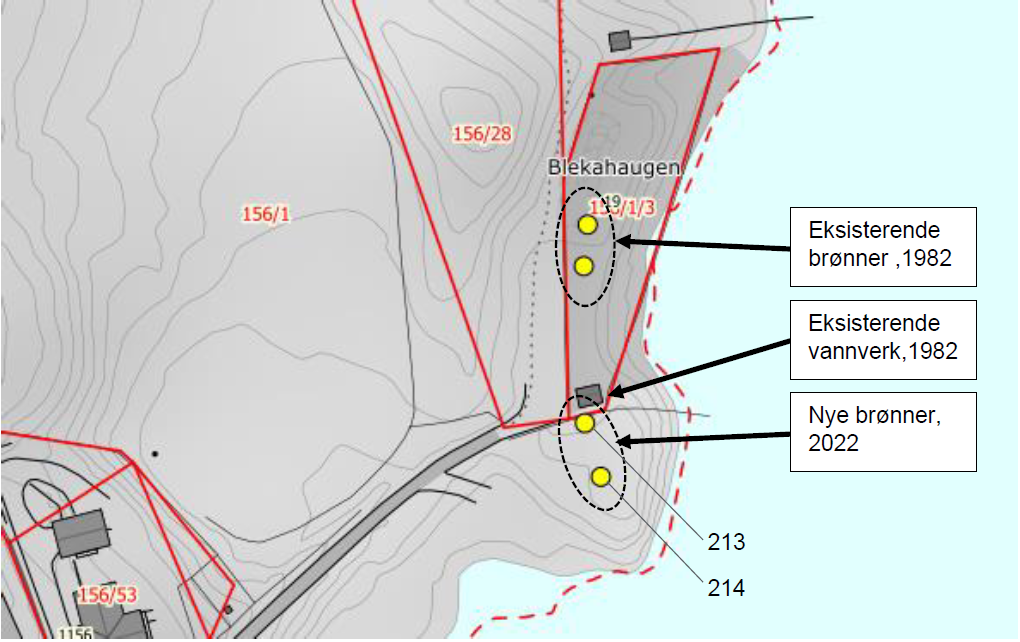 156/28
Blekahaugen
156/1
19
156/1/3
Eksisterende
brønner ,1982
Eksisterende
vannverk,1982
Nye brønner,
2022
213
214
156/53
1156